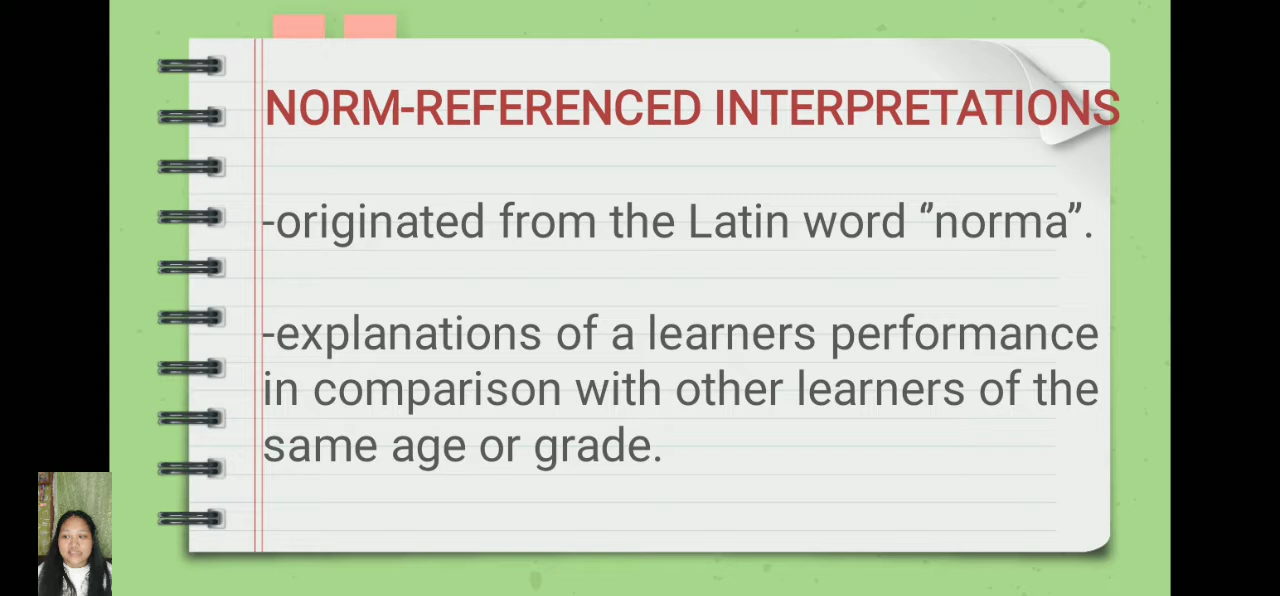 NORM-REFERENCED INTERPRETATIONS
-originated from the Latin word “norma”.
-explanations of a learners performance
in comparison with other learners of the
same age or grade.